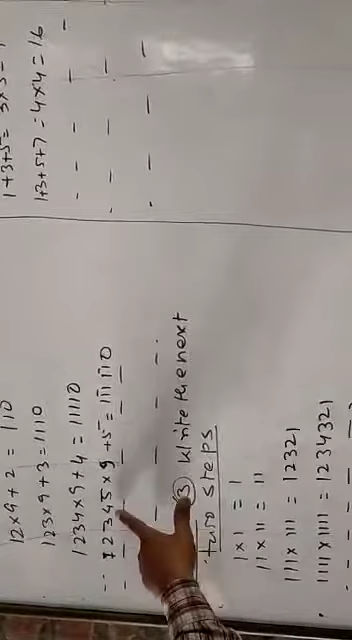 1+3+5= 3×3=
1+3+5+7=4×4=16
12×9+2= 110
123×9+3=1110
1234×9+4=11110
12345×9+5=111110
③ Write the next
two steps
1×1 = 1
11×11 = 11
111×111 = 12321
1111×1111 = 1234321